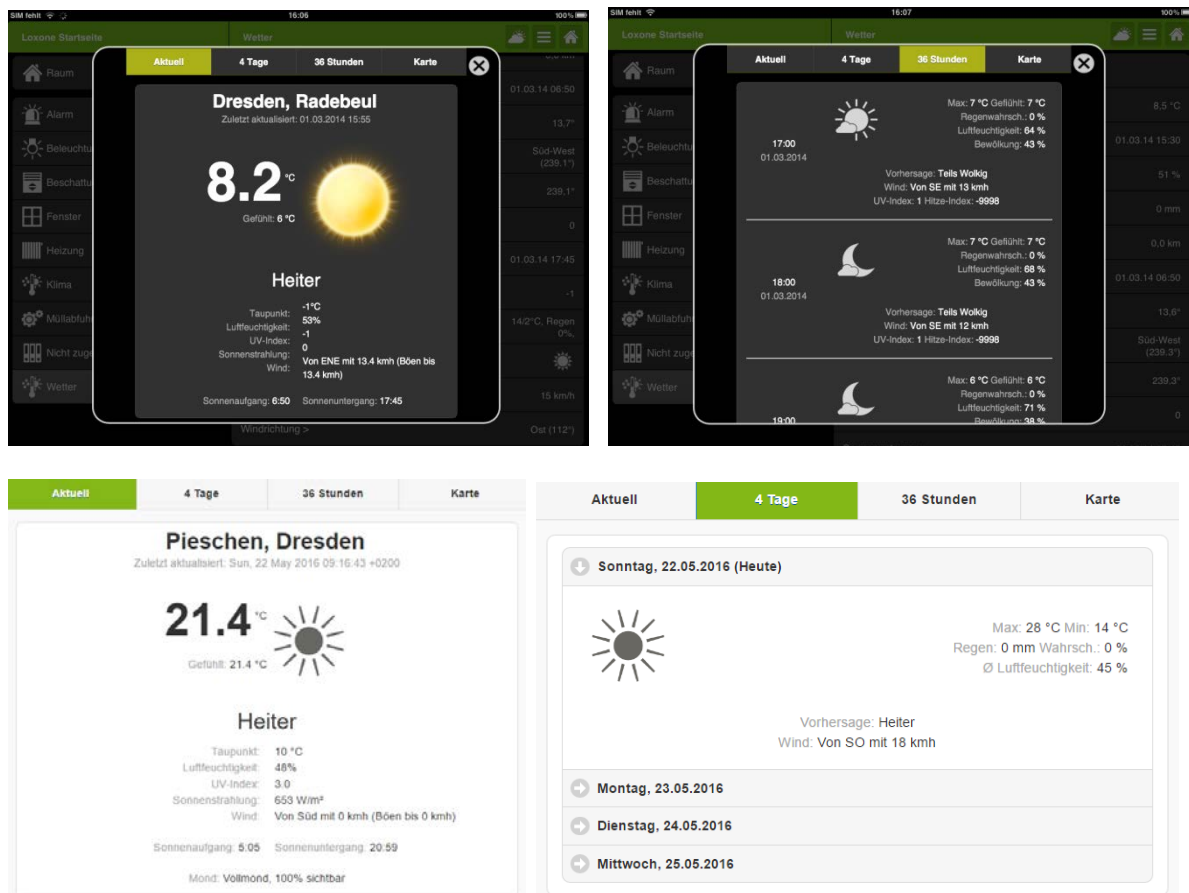 SIM fehlt 16:06 100%
Loxone Startseite Wetter
Aktuell 4 Tage 36 Stunden Karte
Raum
Alarm
Beleuchtu
Beschattu
Fenster
Heizung
Klima
Müllabfuh
Nicht zuge
Wetter
Dresden, Radebeul
Zuletzt aktualisiert: 01.03.2014 15:55
8.2 °C
Gefühlt: 6 °C
Heiter
Taupunkt: -1°C
Luftfeuchtigkeit: 53%
UV-Index: -1
Sonnenstrahlung: 0
Wind: Von ENE mit 13.4 kmh (Böen bis
13.4 kmh)
Sonnenaufgang: 6:50 Sonnenuntergang: 17:45
01.03.14 06:50
13,7°
Süd-West
(239.1°)
239,1°
0
01.03.14 17:45
-1
14/2°C, Regen
0%,
15 km/h
Windrichtung > Ost (112°)
SIM fehlt 16:07 100%
Loxone Startseite Wetter
Aktuell 4 Tage 36 Stunden Karte
Raum
Alarm
Beleuchtu
Beschattu
Fenster
Heizung
Klima
Müllabfuh
Nicht zuge
Wetter
17:00
01.03.2014
Max: 7 °C Gefühlt: 7 °C
Regenwahrsch.: 0 %
Luftfeuchtigkeit: 64 %
Bewölkung: 43 %
Vorhersage: Teils Wolkig
Wind: Von SE mit 13 kmh
UV-Index: 1 Hitze-Index: -9998
18:00
01.03.2014
Max: 7 °C Gefühlt: 7 °C
Regenwahrsch.: 0 %
Luftfeuchtigkeit: 68 %
Bewölkung: 43 %
Vorhersage: Teils Wolkig
Wind: Von SE mit 12 kmh
UV-Index: 1 Hitze-Index: -9998
19:00
Max: 6 °C Gefühlt: 6 °C
Regenwahrsch.: 0 %
Luftfeuchtigkeit: 71 %
Bewölkung: 38 %
8,5 °C
01.03.14 15:30
51 %
0 mm
0,0 km
01.03.14 06:50
13,6°
Süd-West
(239.3°)
239,3°
0
Aktuell 4 Tage 36 Stunden Karte
Pieschen, Dresden
Zuletzt aktualisiert: Sun, 22 May 2016 09:16:43 +0200
21.4 °C
Gefühlt: 21.4 °C
Heiter
Taupunkt: 10 °C
Luftfeuchtigkeit: 48%
UV-Index: 3.0
Sonnenstrahlung: 653 W/m²
Wind: Von Süd mit 0 kmh (Böen bis 0 kmh)
Sonnenaufgang: 5:05 Sonnenuntergang: 20:59
Mond: Vollmond, 100% sichtbar
Aktuell 4 Tage 36 Stunden Karte
Sonntag, 22.05.2016 (Heute)
Max: 28 °C Min: 14 °C
Regen: 0 mm Wahrsch.: 0 %
Ø Luftfeuchtigkeit: 45 %
Vorhersage: Heiter
Wind: Von SO mit 18 kmh
Montag, 23.05.2016
Dienstag, 24.05.2016
Mittwoch, 25.05.2016